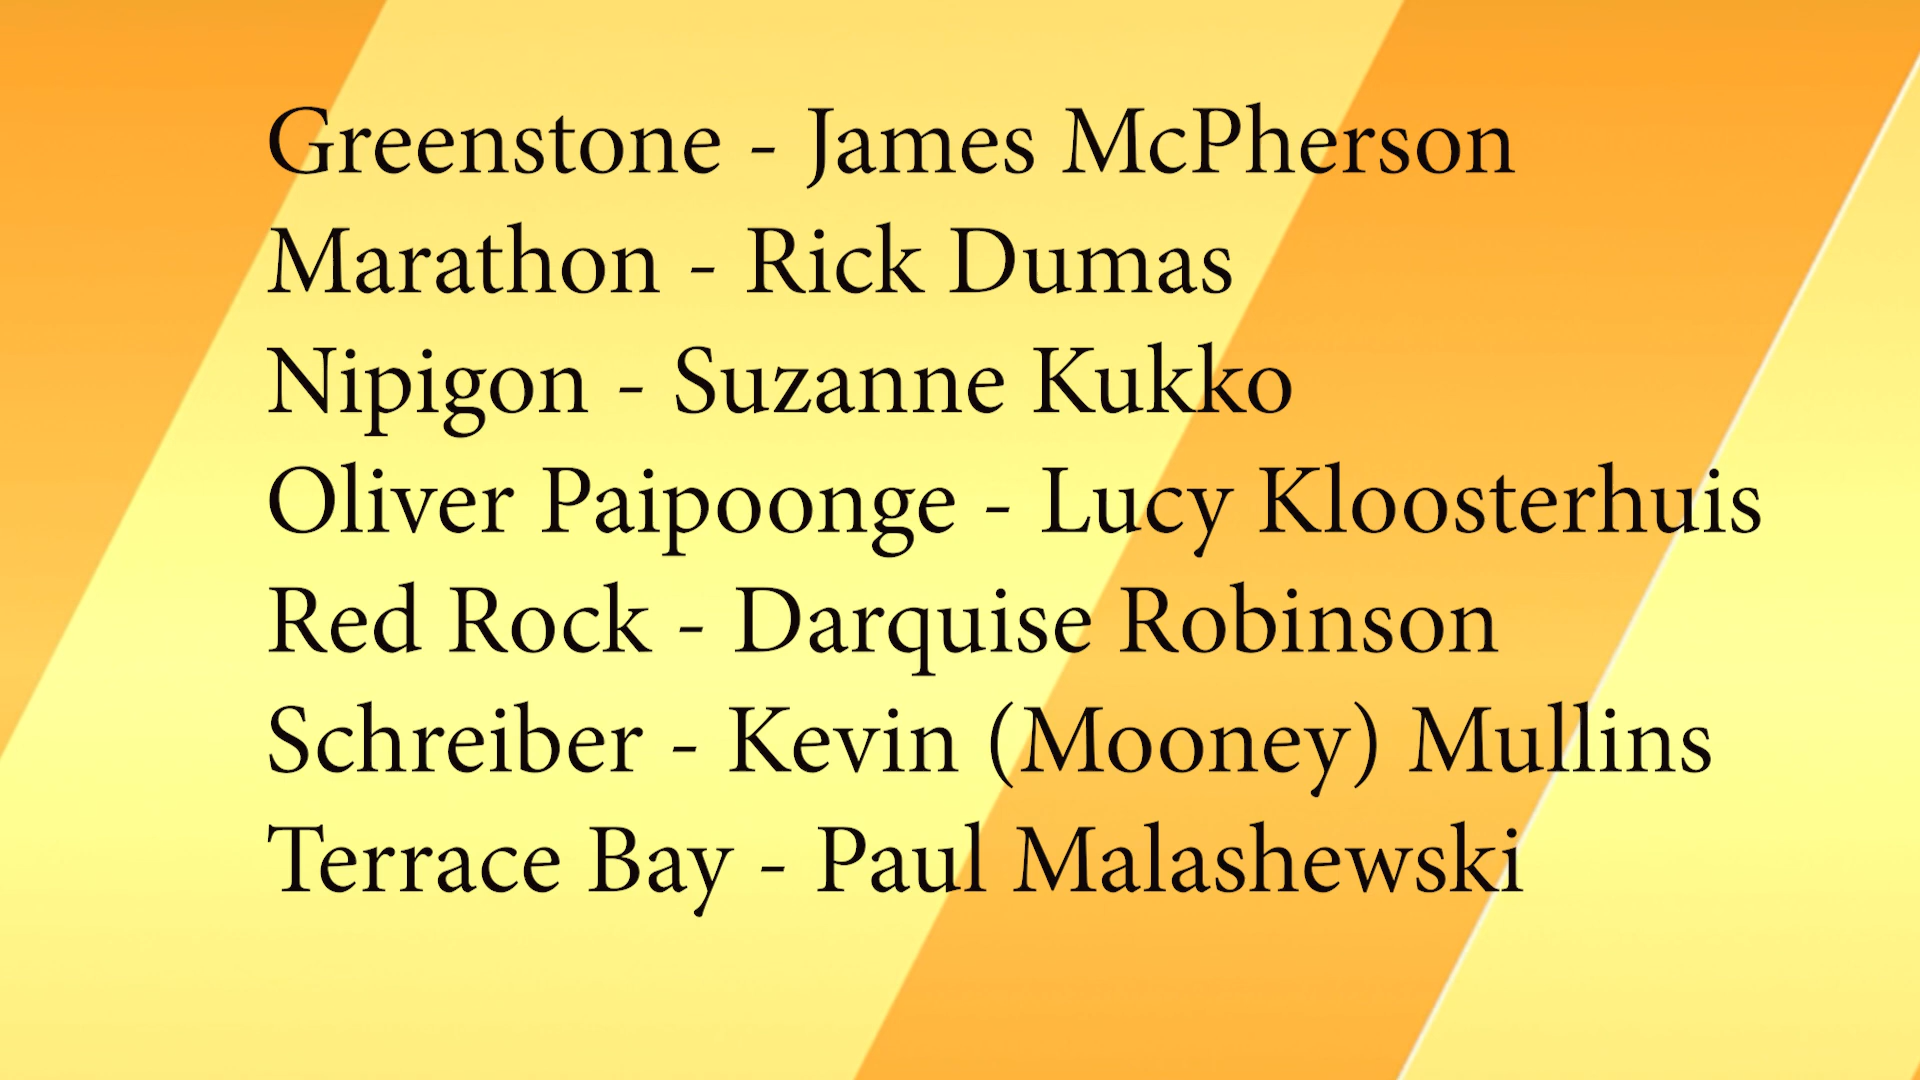 Greenstone - James McPherson
Marathon - Rick Dumas
Nipigon - Suzanne Kukko
Oliver Paipoonge - Lucy Kloosterhuis
Red Rock - Darquise Robinson
Schreiber - Kevin (Mooney) Mullins
Terrace Bay - Paul Malashewski